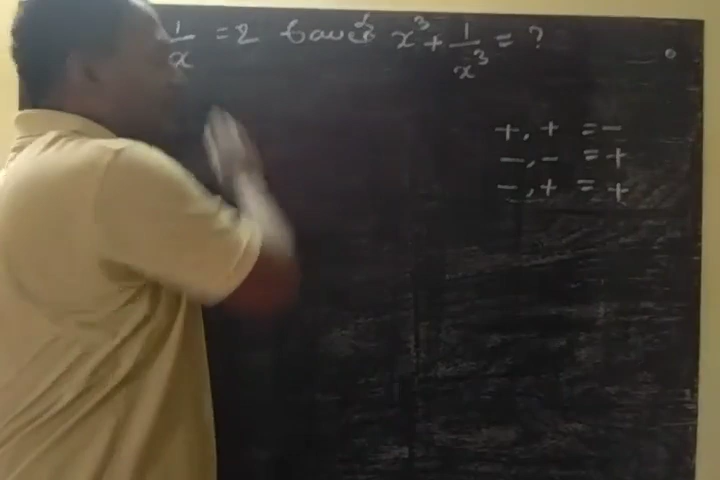 1/x = 2 x³ + 1/x³ = ?
+, + = -
-, - = +
-, + = +